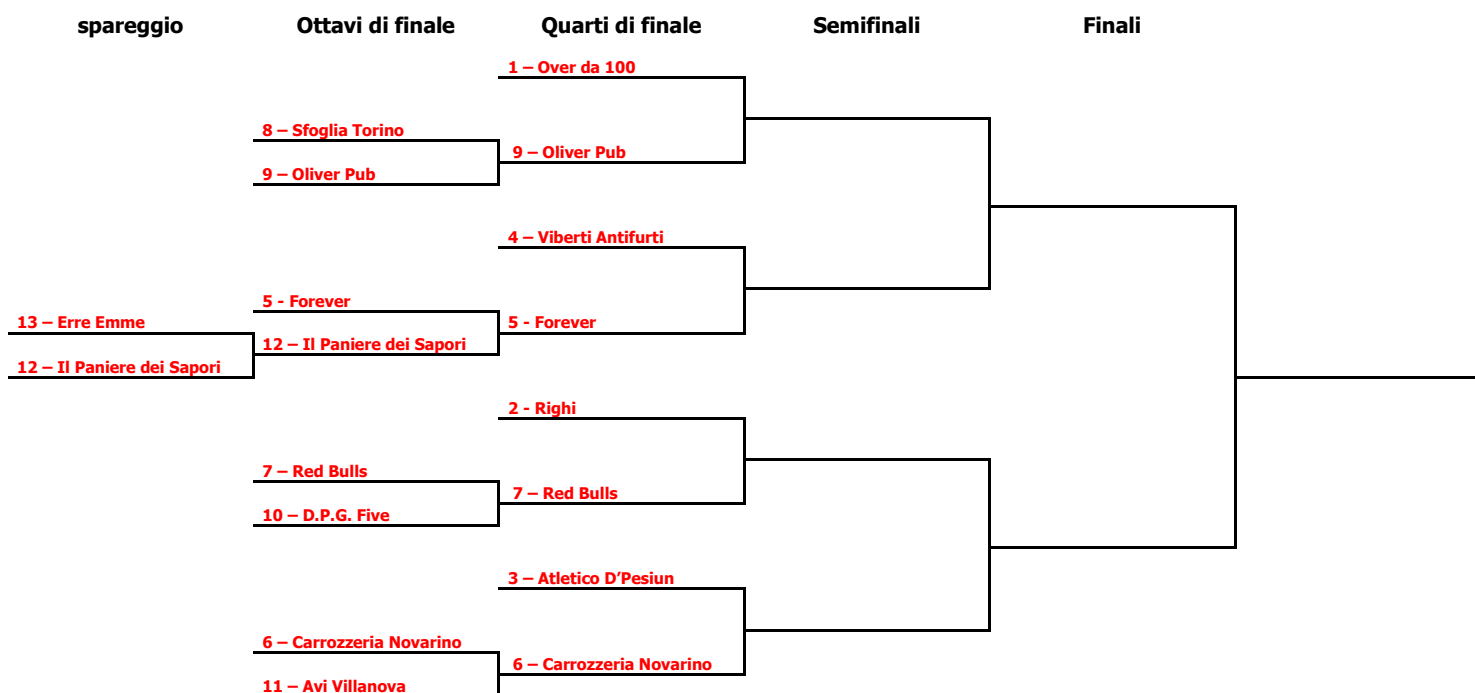 spareggio Ottavi di finale Quarti di finale Semifinali Finali
1 – Over da 100
8 – Sfoglia Torino
9 – Oliver Pub
9 – Oliver Pub
4 – Viberti Antifurti
5 - Forever
13 – Erre Emme
5 - Forever
12 – Il Paniere dei Sapori
12 – Il Paniere dei Sapori
2 - Righi
7 – Red Bulls
7 – Red Bulls
10 – D.P.G. Five
3 – Atletico D’Pesiun
6 – Carrozzeria Novarino
6 – Carrozzeria Novarino
11 – Avi Villanova